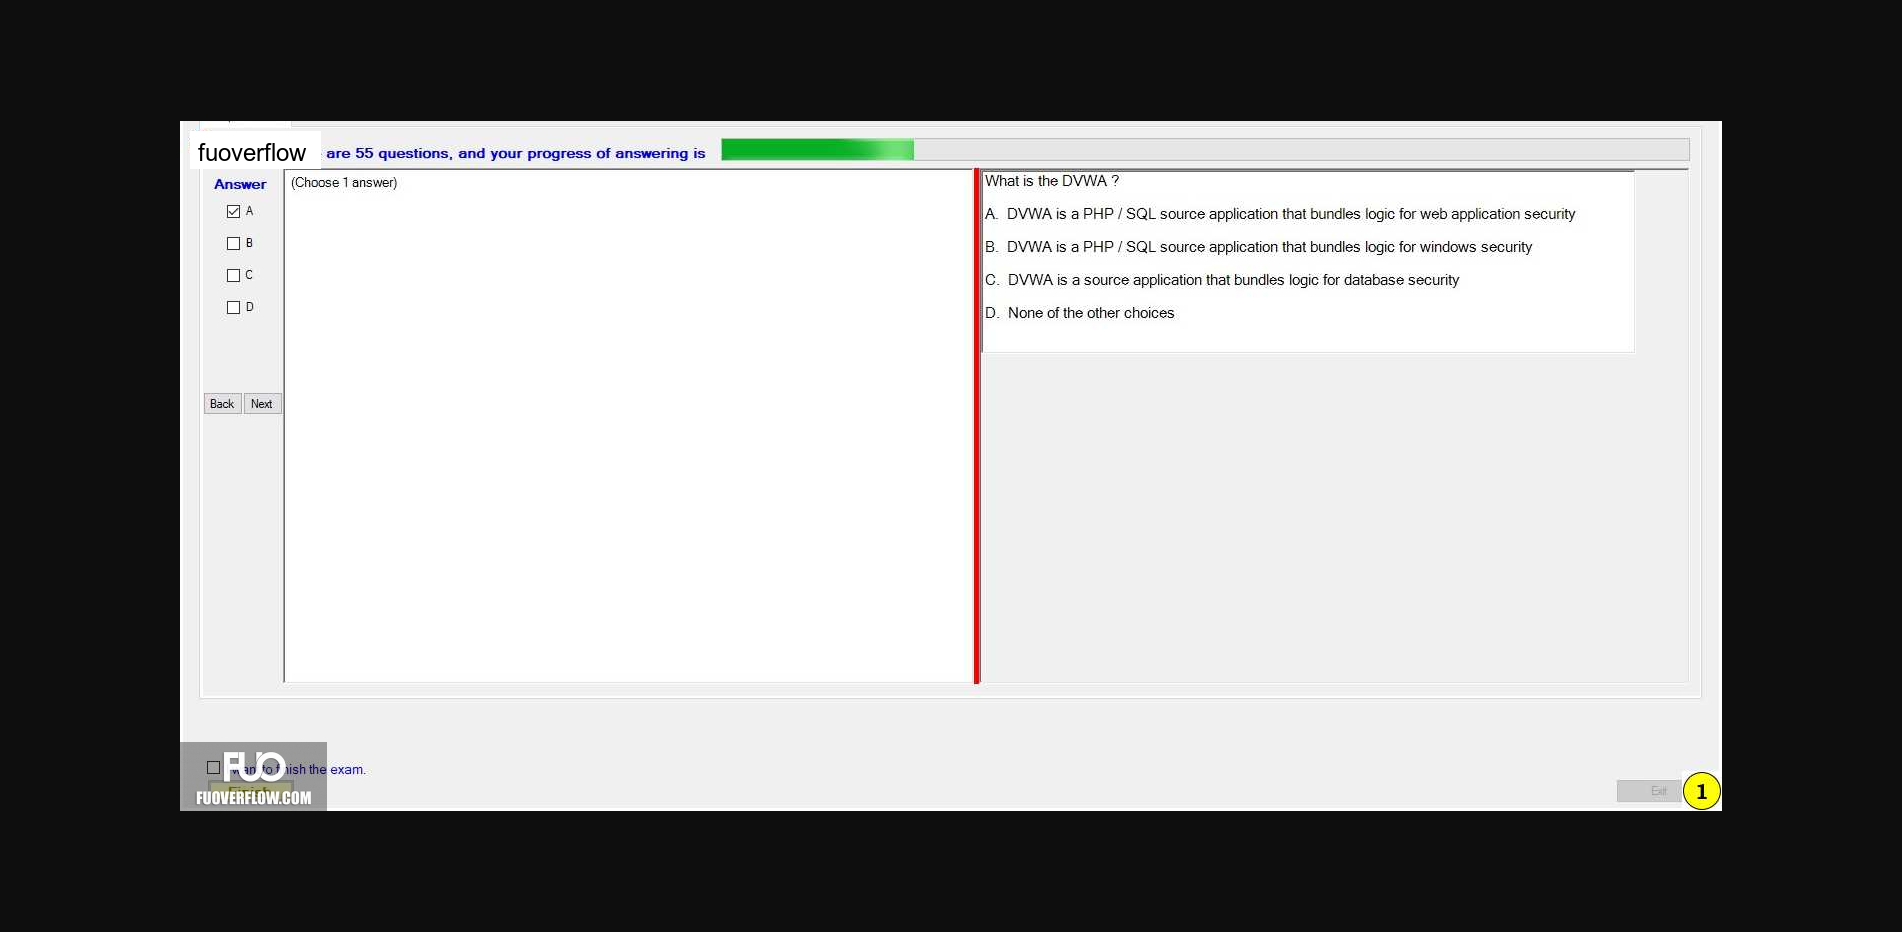 fuoverflow are 55 questions, and your progress of answering is
Answer
(Choose 1 answer)
A
B
C
D
Back Next
What is the DVWA ?
A. DVWA is a PHP / SQL source application that bundles logic for web application security
B. DVWA is a PHP / SQL source application that bundles logic for windows security
C. DVWA is a source application that bundles logic for database security
D. None of the other choices
want to finish the exam.
Finish
FUO
FUOVERFLOW.COM
Exit
1